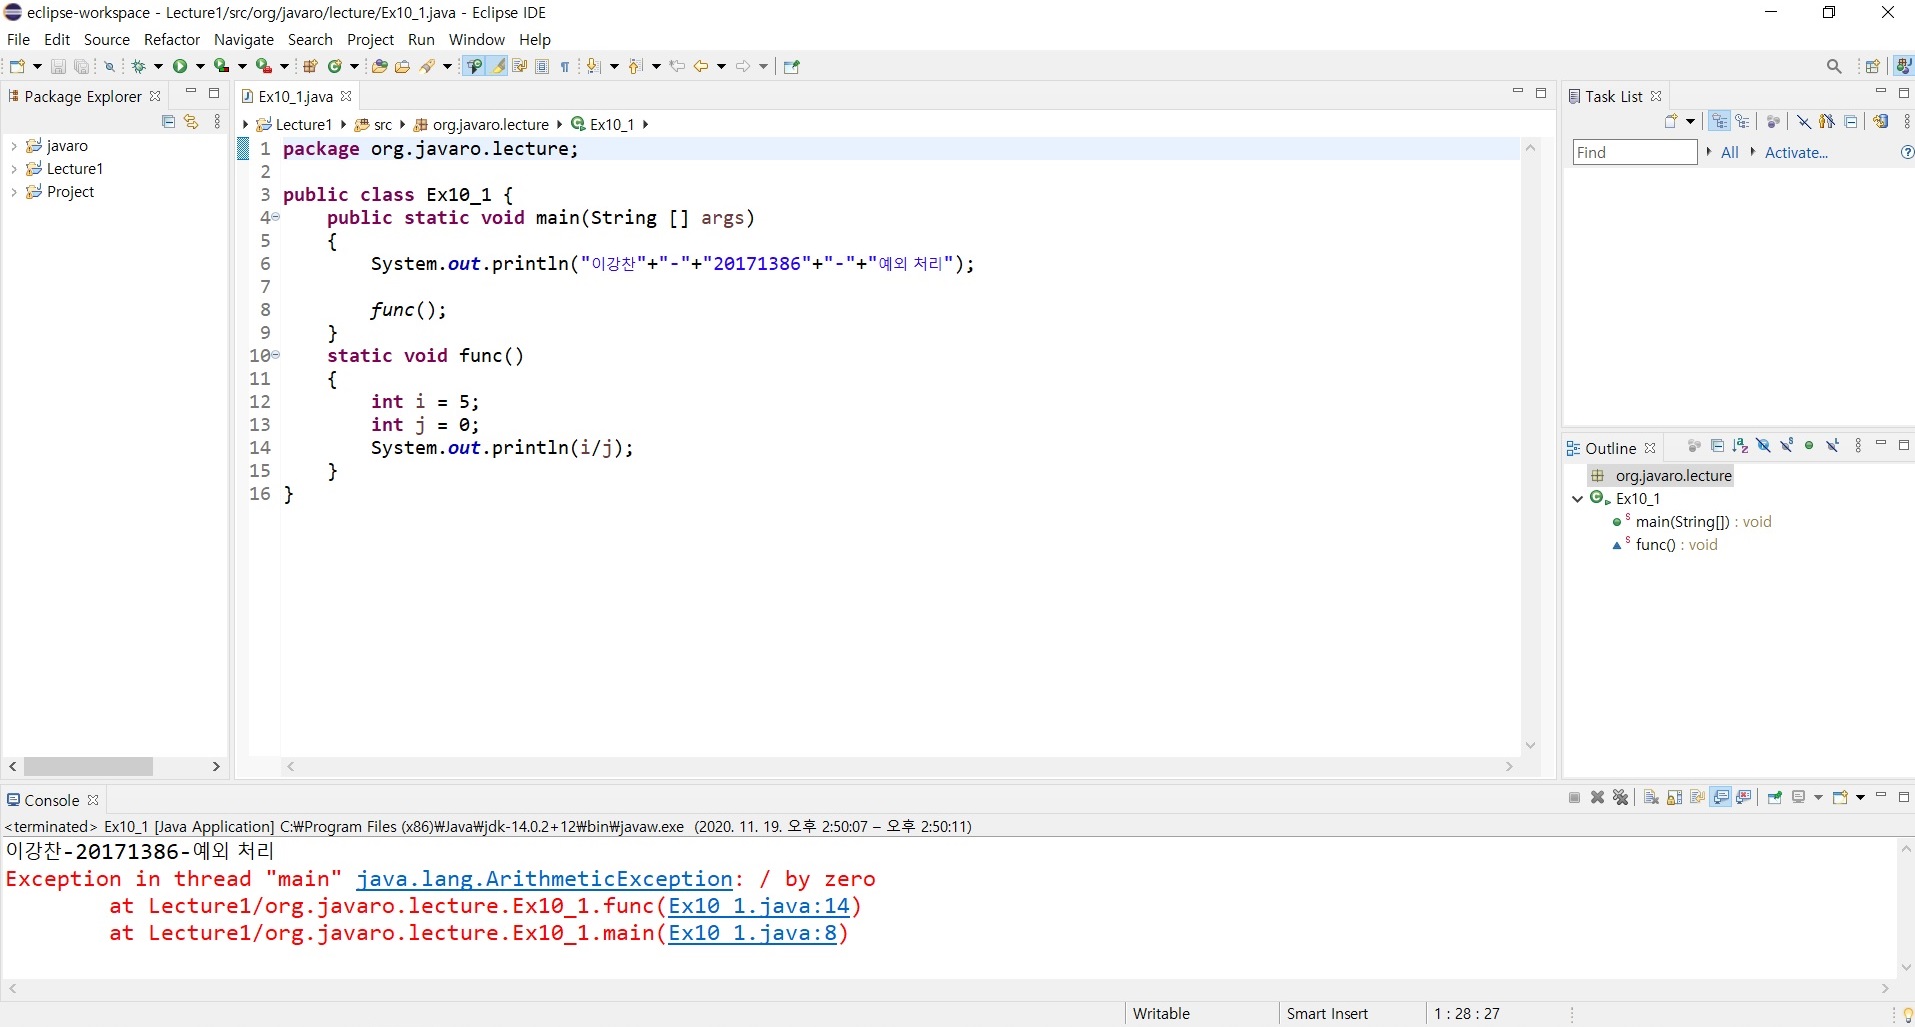 eclipse-workspace - Lecture1/src/org/javaro/lecture/Ex10_1.java - Eclipse IDE
File Edit Source Refactor Navigate Search Project Run Window Help
Package Explorer
javaro
Lecture1
Project
Ex10_1.java
Lecture1 src org.javaro.lecture Ex10_1
1 package org.javaro.lecture;
2
3 public class Ex10_1 {
4 public static void main(String [] args)
5 {
6 System.out.println("이강찬"+"-"+"20171386"+"-"+"예외 처리");
7
8 func();
9 }
10 static void func()
11 {
12 int i = 5;
13 int j = 0;
14 System.out.println(i/j);
15 }
16 }
Task List
Find All Activate...
Outline
org.javaro.lecture
Ex10_1
main(String[]) : void
func() : void
Console
<terminated> Ex10_1 [Java Application] C:₩Program Files (x86)₩Java₩jdk-14.0.2+12₩bin₩javaw.exe (2020. 11. 19. 오후 2:50:07 – 오후 2:50:11)
이강찬-20171386-예외 처리
Exception in thread "main" java.lang.ArithmeticException: / by zero
at Lecture1/org.javaro.lecture.Ex10_1.func(Ex10_1.java:14)
at Lecture1/org.javaro.lecture.Ex10_1.main(Ex10_1.java:8)
Writable Smart Insert 1 : 28 : 27